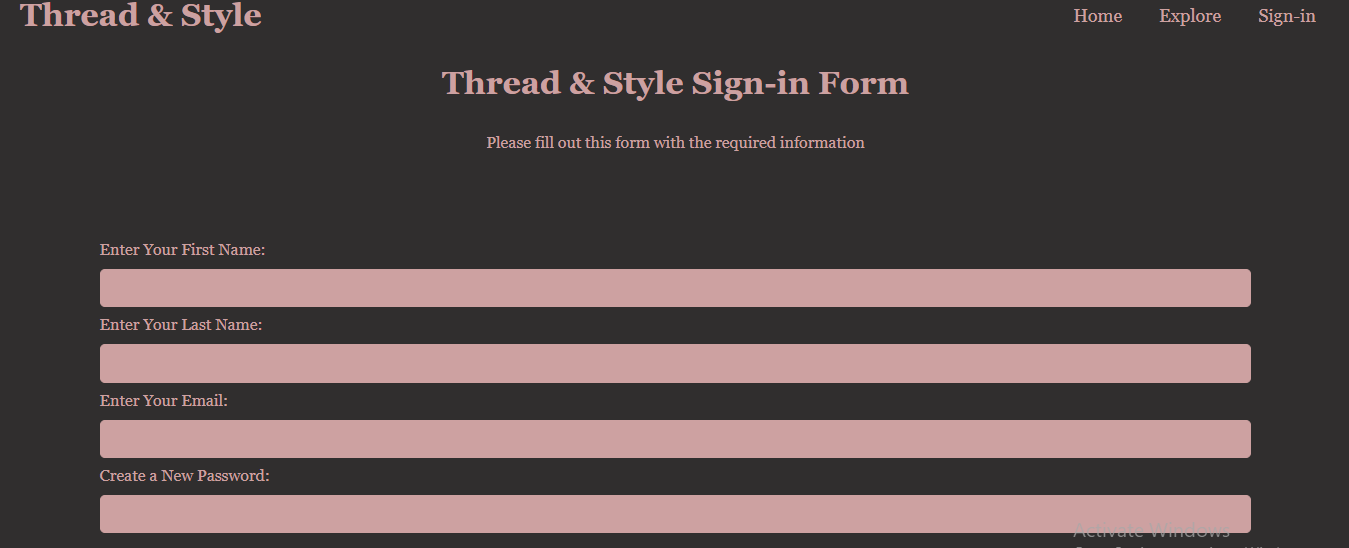 Thread & Style
Home Explore Sign-in
Thread & Style Sign-in Form
Please fill out this form with the required information
Enter Your First Name:
Enter Your Last Name:
Enter Your Email:
Create a New Password:
Activate Windows